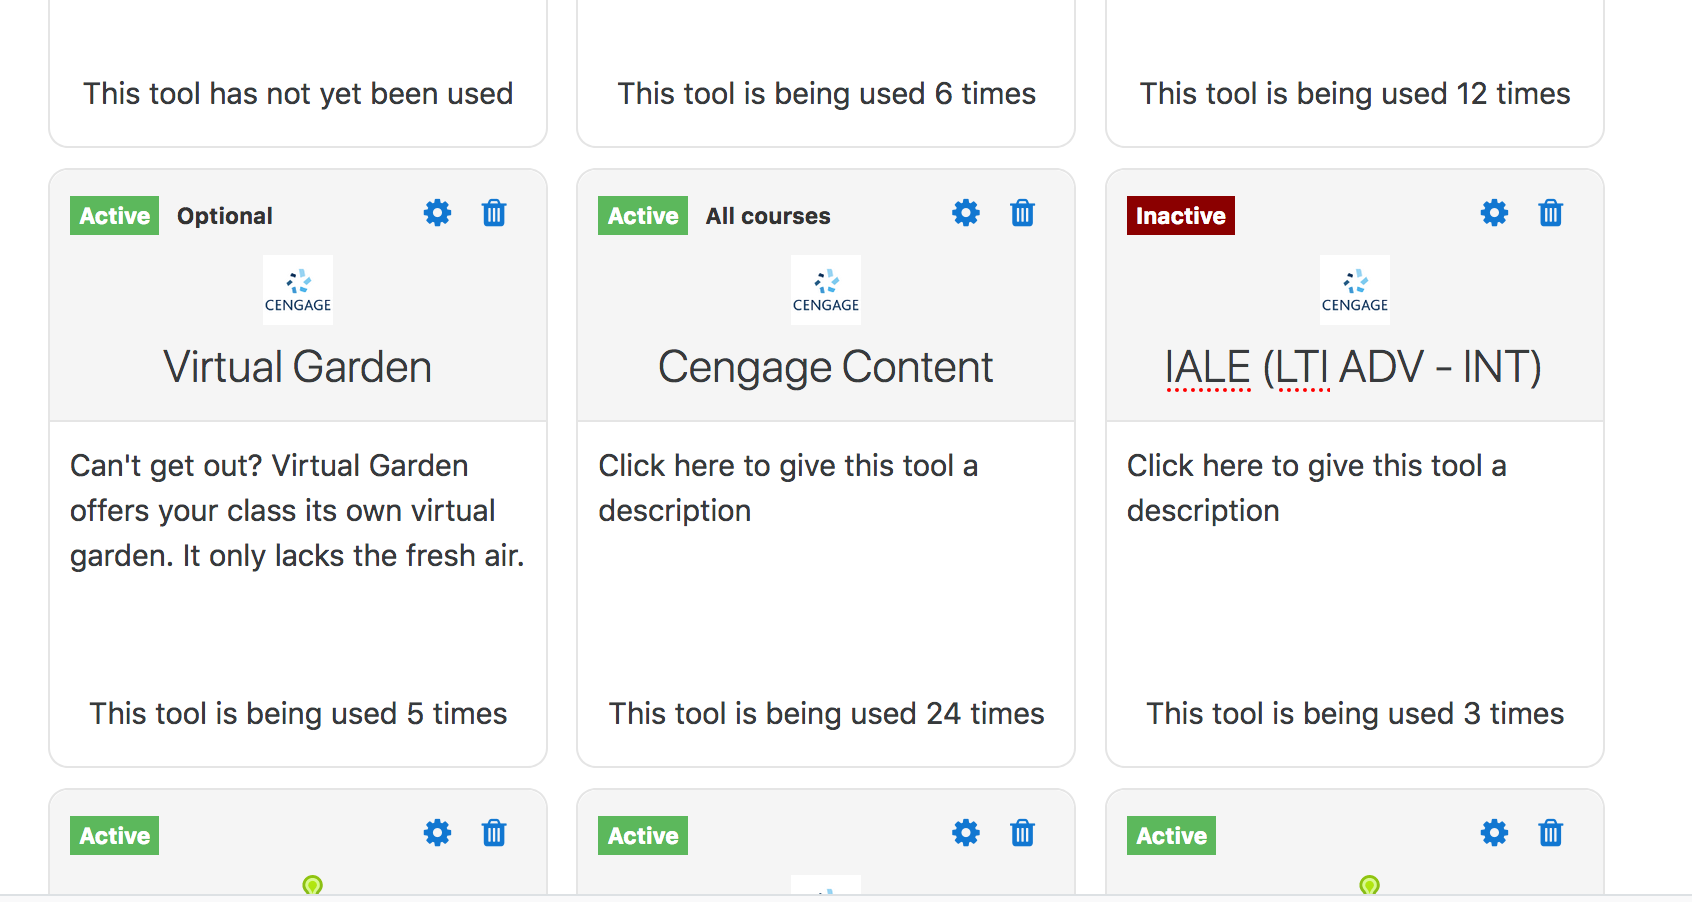 This tool has not yet been used
This tool is being used 6 times
This tool is being used 12 times
Active Optional
CENGAGE
Virtual Garden
Can't get out? Virtual Garden
offers your class its own virtual
garden. It only lacks the fresh air.
This tool is being used 5 times
Active All courses
CENGAGE
Cengage Content
Click here to give this tool a
description
This tool is being used 24 times
Inactive
CENGAGE
IALE (LTI ADV - INT)
Click here to give this tool a
description
This tool is being used 3 times
Active
Active
Active